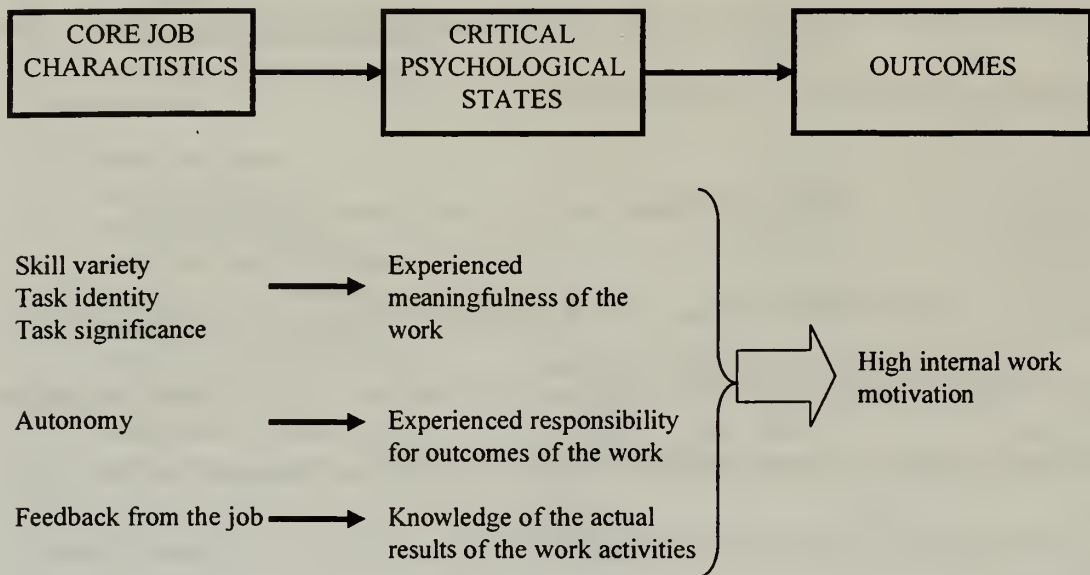 CORE JOB
CHARACTISTICS
CRITICAL
PSYCHOLOGICAL
STATES
OUTCOMES
Skill variety
Task identity
Task significance
Experienced
meaningfulness of the
work
Autonomy
Experienced responsibility
for outcomes of the work
Feedback from the job
Knowledge of the actual
results of the work activities
High internal work
motivation